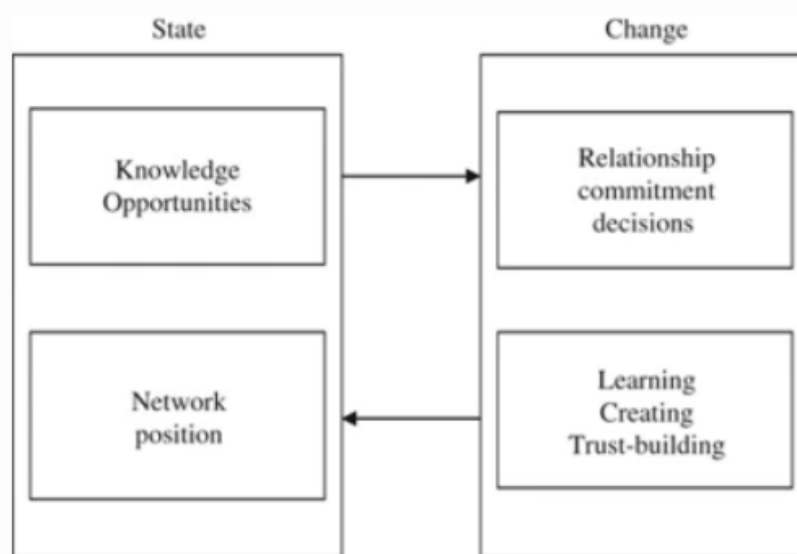 State
Change
Knowledge
Opportunities
Relationship
commitment
decisions
Network
position
Learning
Creating
Trust-building